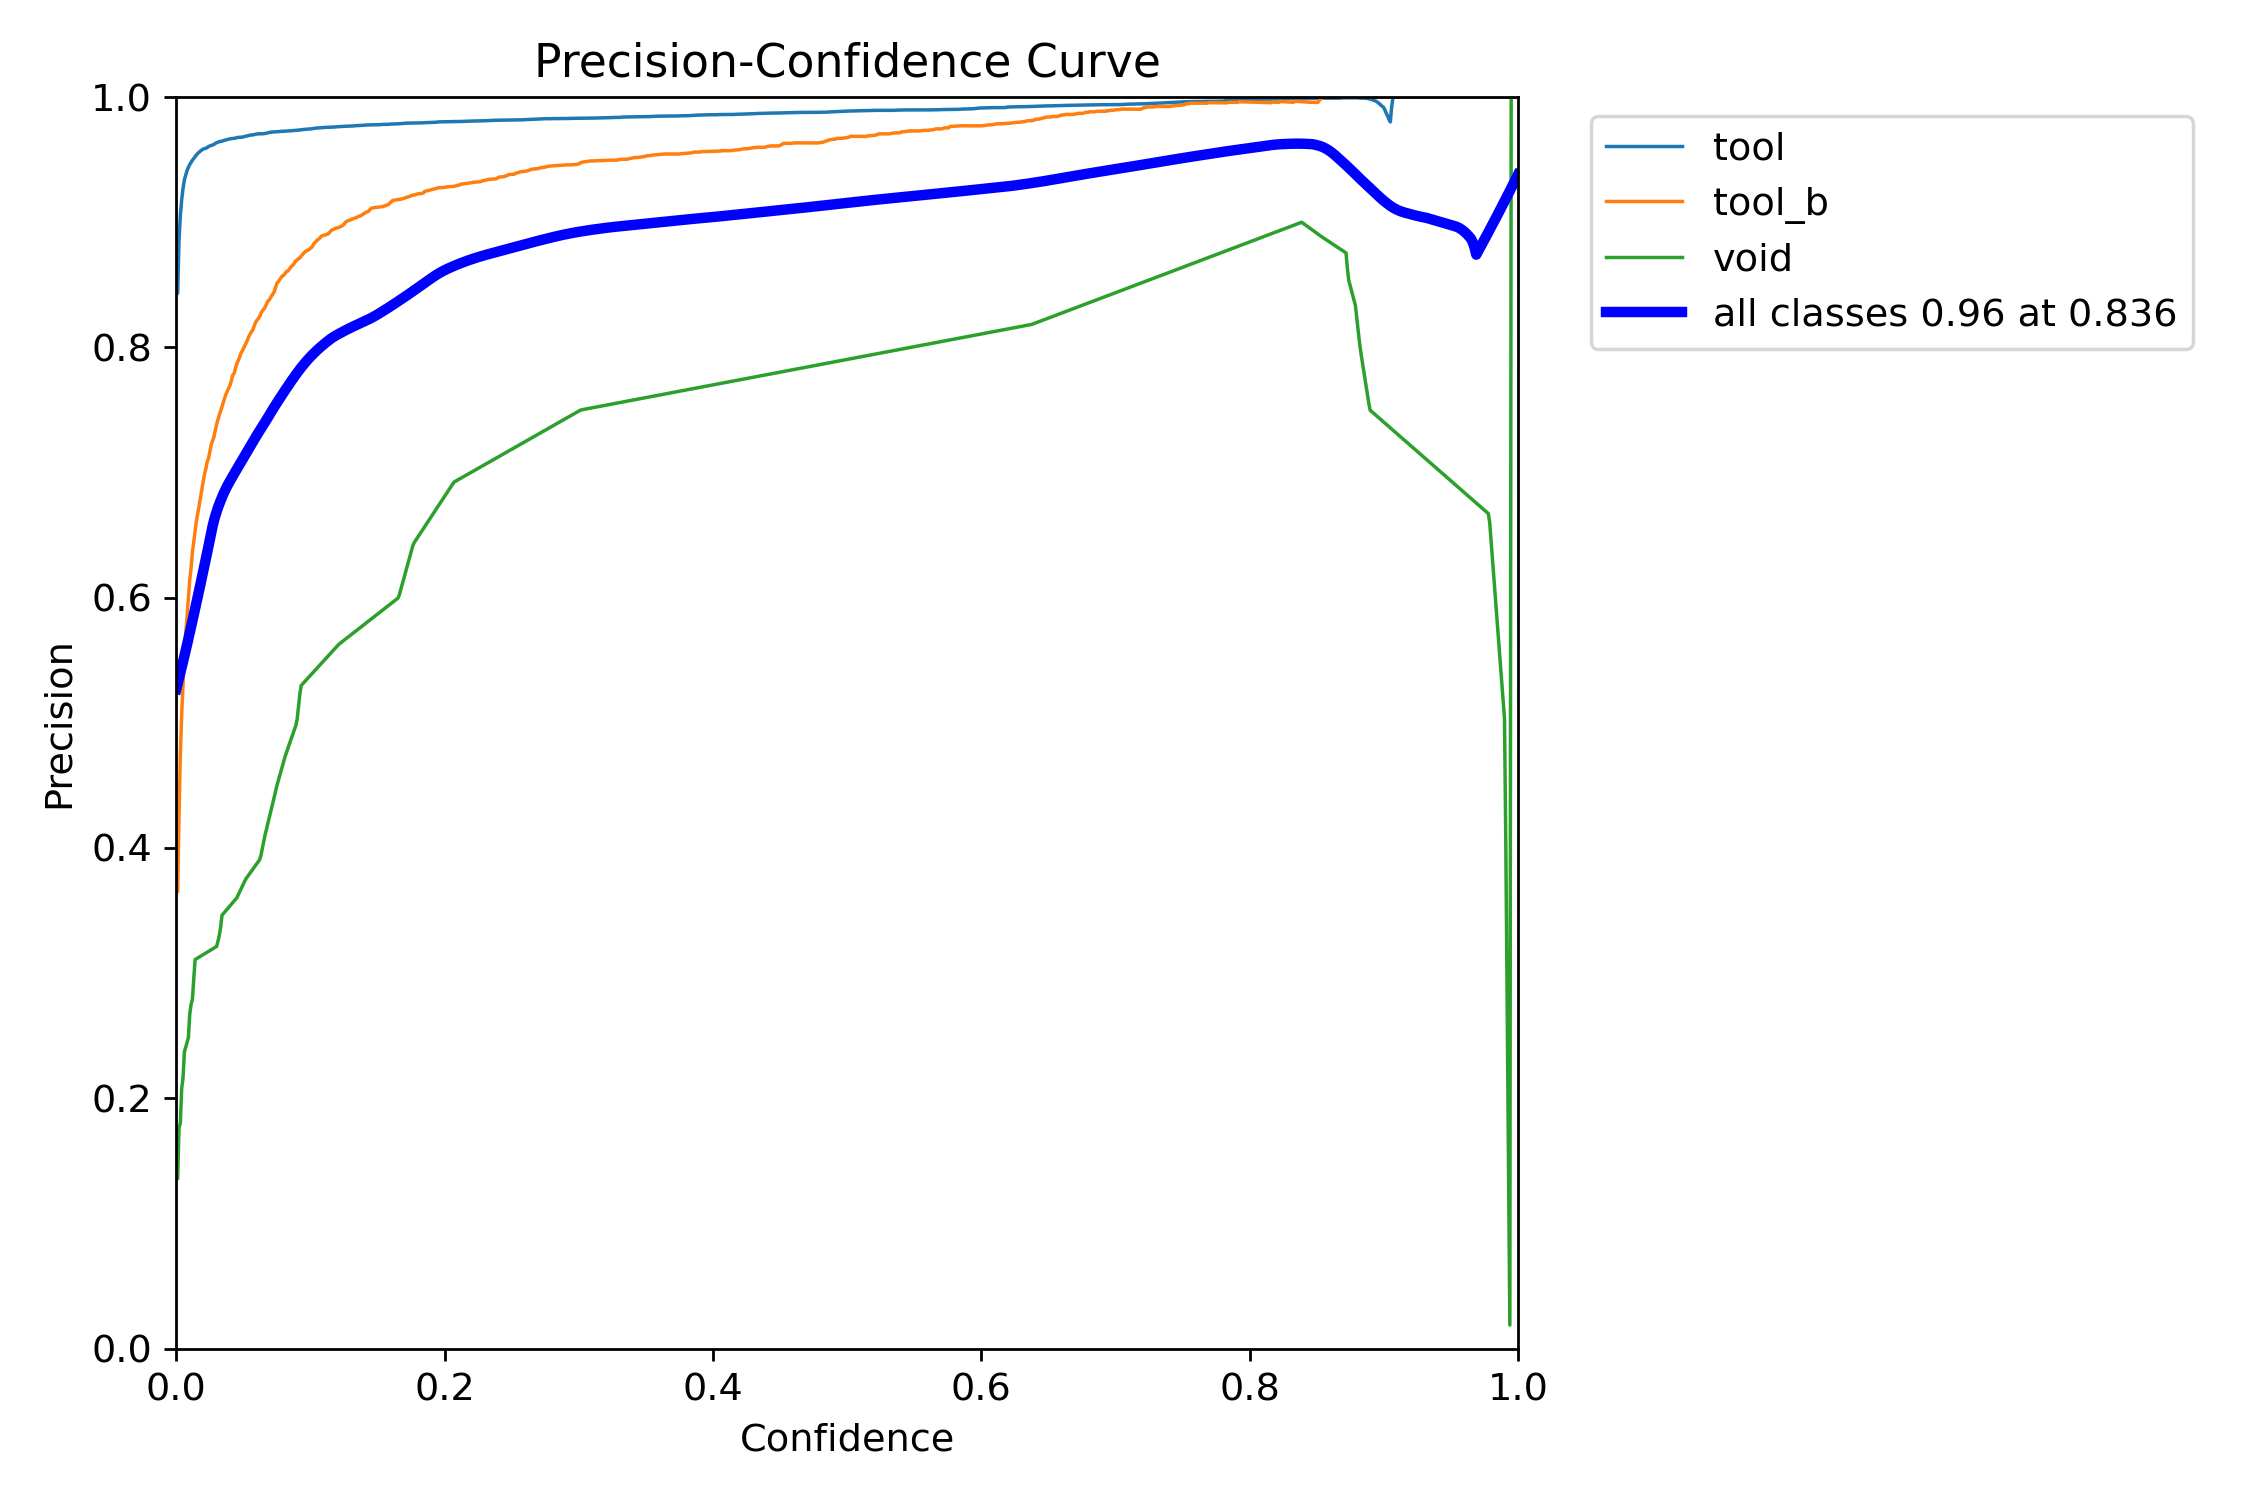 Precision-Confidence Curve
1.0
0.8
0.6
0.4
0.2
0.0
Precision
0.0 0.2 0.4 0.6 0.8 1.0
Confidence
tool
tool_b
void
all classes 0.96 at 0.836